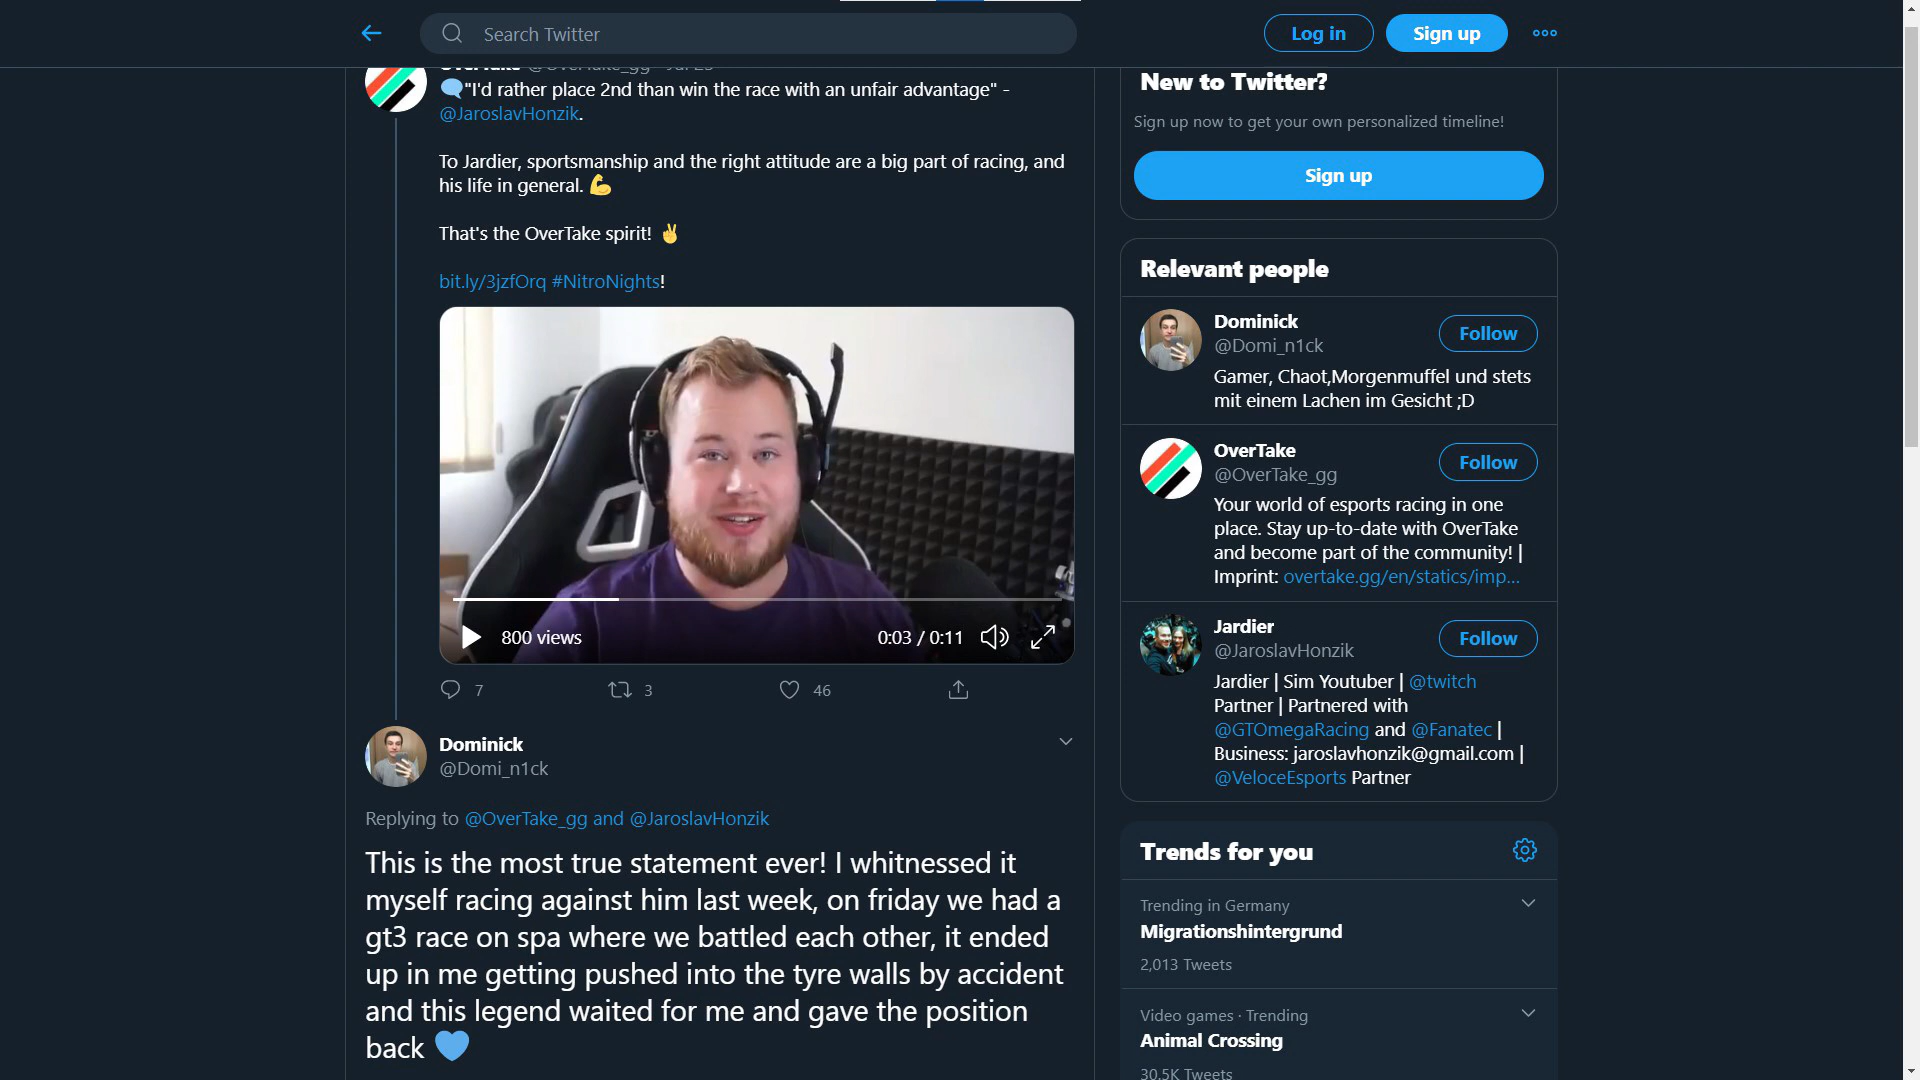 Search Twitter
Log in
Sign up
OverTake @OverTake_gg · Jul 23
"I'd rather place 2nd than win the race with an unfair advantage" -
@JaroslavHonzik.
To Jardier, sportsmanship and the right attitude are a big part of racing, and
his life in general.
That's the OverTake spirit!
bit.ly/3jzfOrq #NitroNights!
800 views
0:03 / 0:11
7
3
46
Dominick
@Domi_n1ck
Replying to @OverTake_gg and @JaroslavHonzik
This is the most true statement ever! I whitnessed it
myself racing against him last week, on friday we had a
gt3 race on spa where we battled each other, it ended
up in me getting pushed into the tyre walls by accident
and this legend waited for me and gave the position
back
New to Twitter?
Sign up now to get your own personalized timeline!
Sign up
Relevant people
Dominick
@Domi_n1ck
Follow
Gamer, Chaot,Morgenmuffel und stets
mit einem Lachen im Gesicht ;D
OverTake
@OverTake_gg
Follow
Your world of esports racing in one
place. Stay up-to-date with OverTake
and become part of the community! |
Imprint: overtake.gg/en/statics/imp...
Jardier
@JaroslavHonzik
Follow
Jardier | Sim Youtuber | @twitch
Partner | Partnered with
@GTOmegaRacing and @Fanatec |
Business: jaroslavhonzik@gmail.com |
@VeloceEsports Partner
Trends for you
Trending in Germany
Migrationshintergrund
2,013 Tweets
Video games · Trending
Animal Crossing
30.5K Tweets